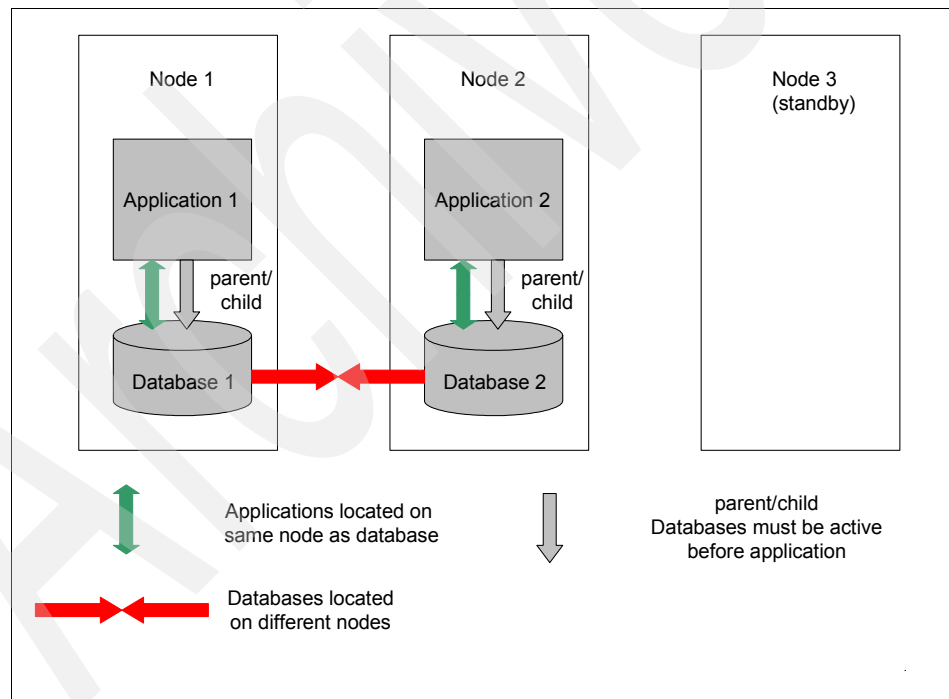 Node 1
Node 2
Node 3
(standby)
Application 1
Application 2
parent/
child
parent/
child
Database 1
Database 2
Applications located on
same node as database
parent/child
Databases must be active
before application
Databases located
on different nodes
Archive